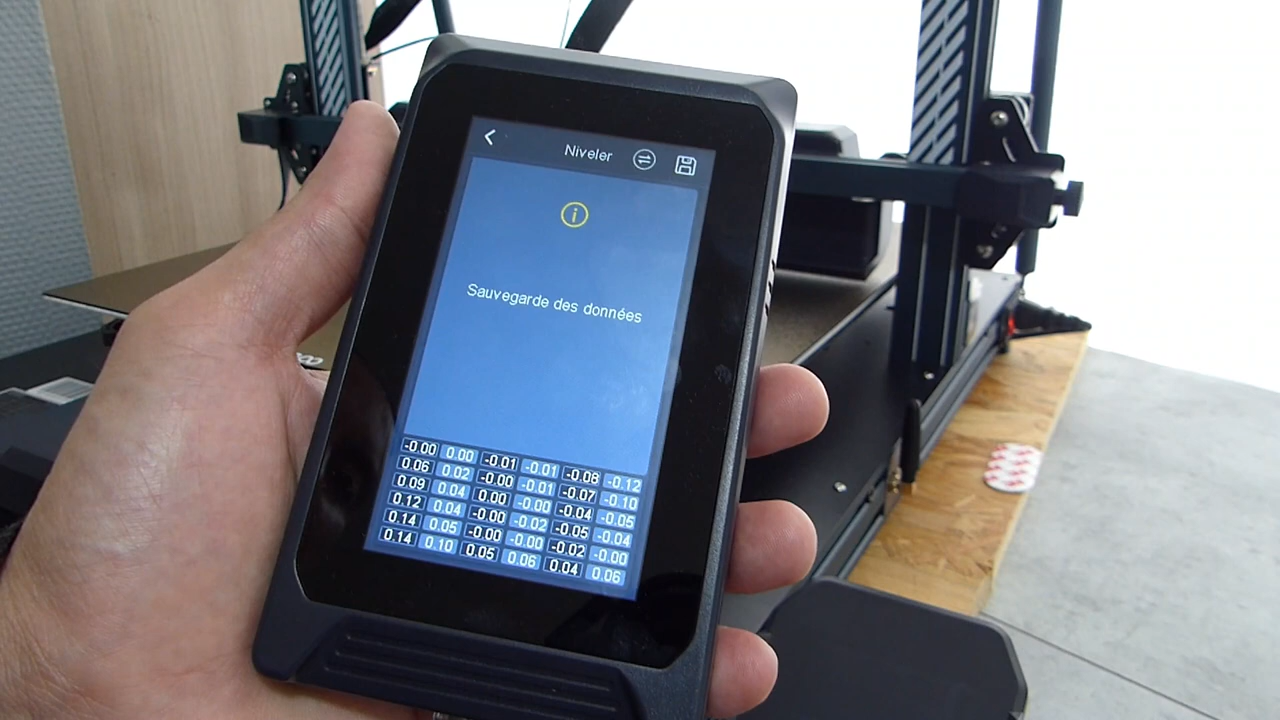 Niveler
Sauvegarde des données
-0.00 0.00 -0.01 -0.01 -0.08 -0.12
0.06 0.02 -0.00 -0.01 -0.07 -0.10
0.09 0.04 0.00 -0.00 -0.04 -0.05
0.12 0.04 -0.00 -0.02 -0.05 -0.04
0.14 0.05 -0.00 -0.00 -0.02 -0.00
0.14 0.10 0.05 0.06 0.04 0.06